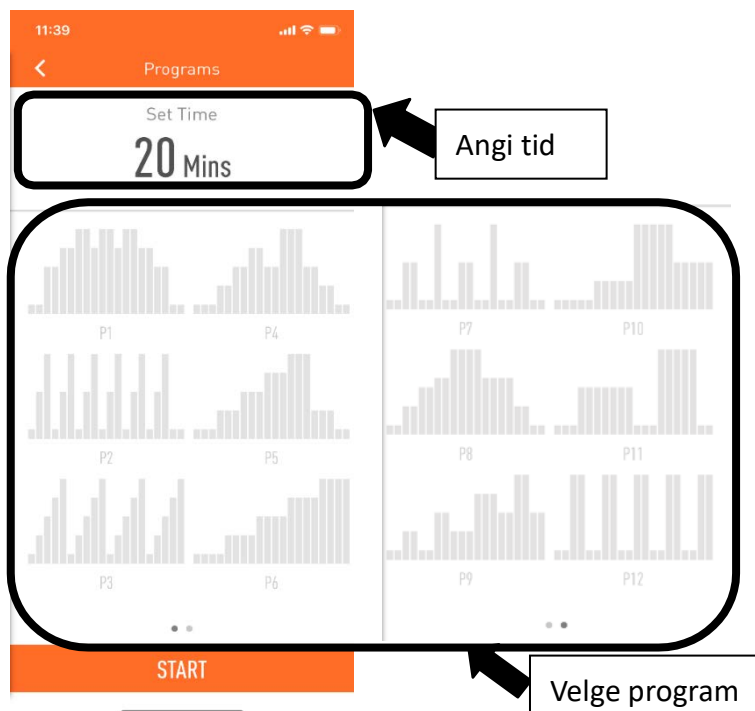 11:39
Programs
Set Time
20 Mins
Angi tid
P1 P4 P7 P10
P2 P5 P8 P11
P3 P6 P9 P12
START
Velge program